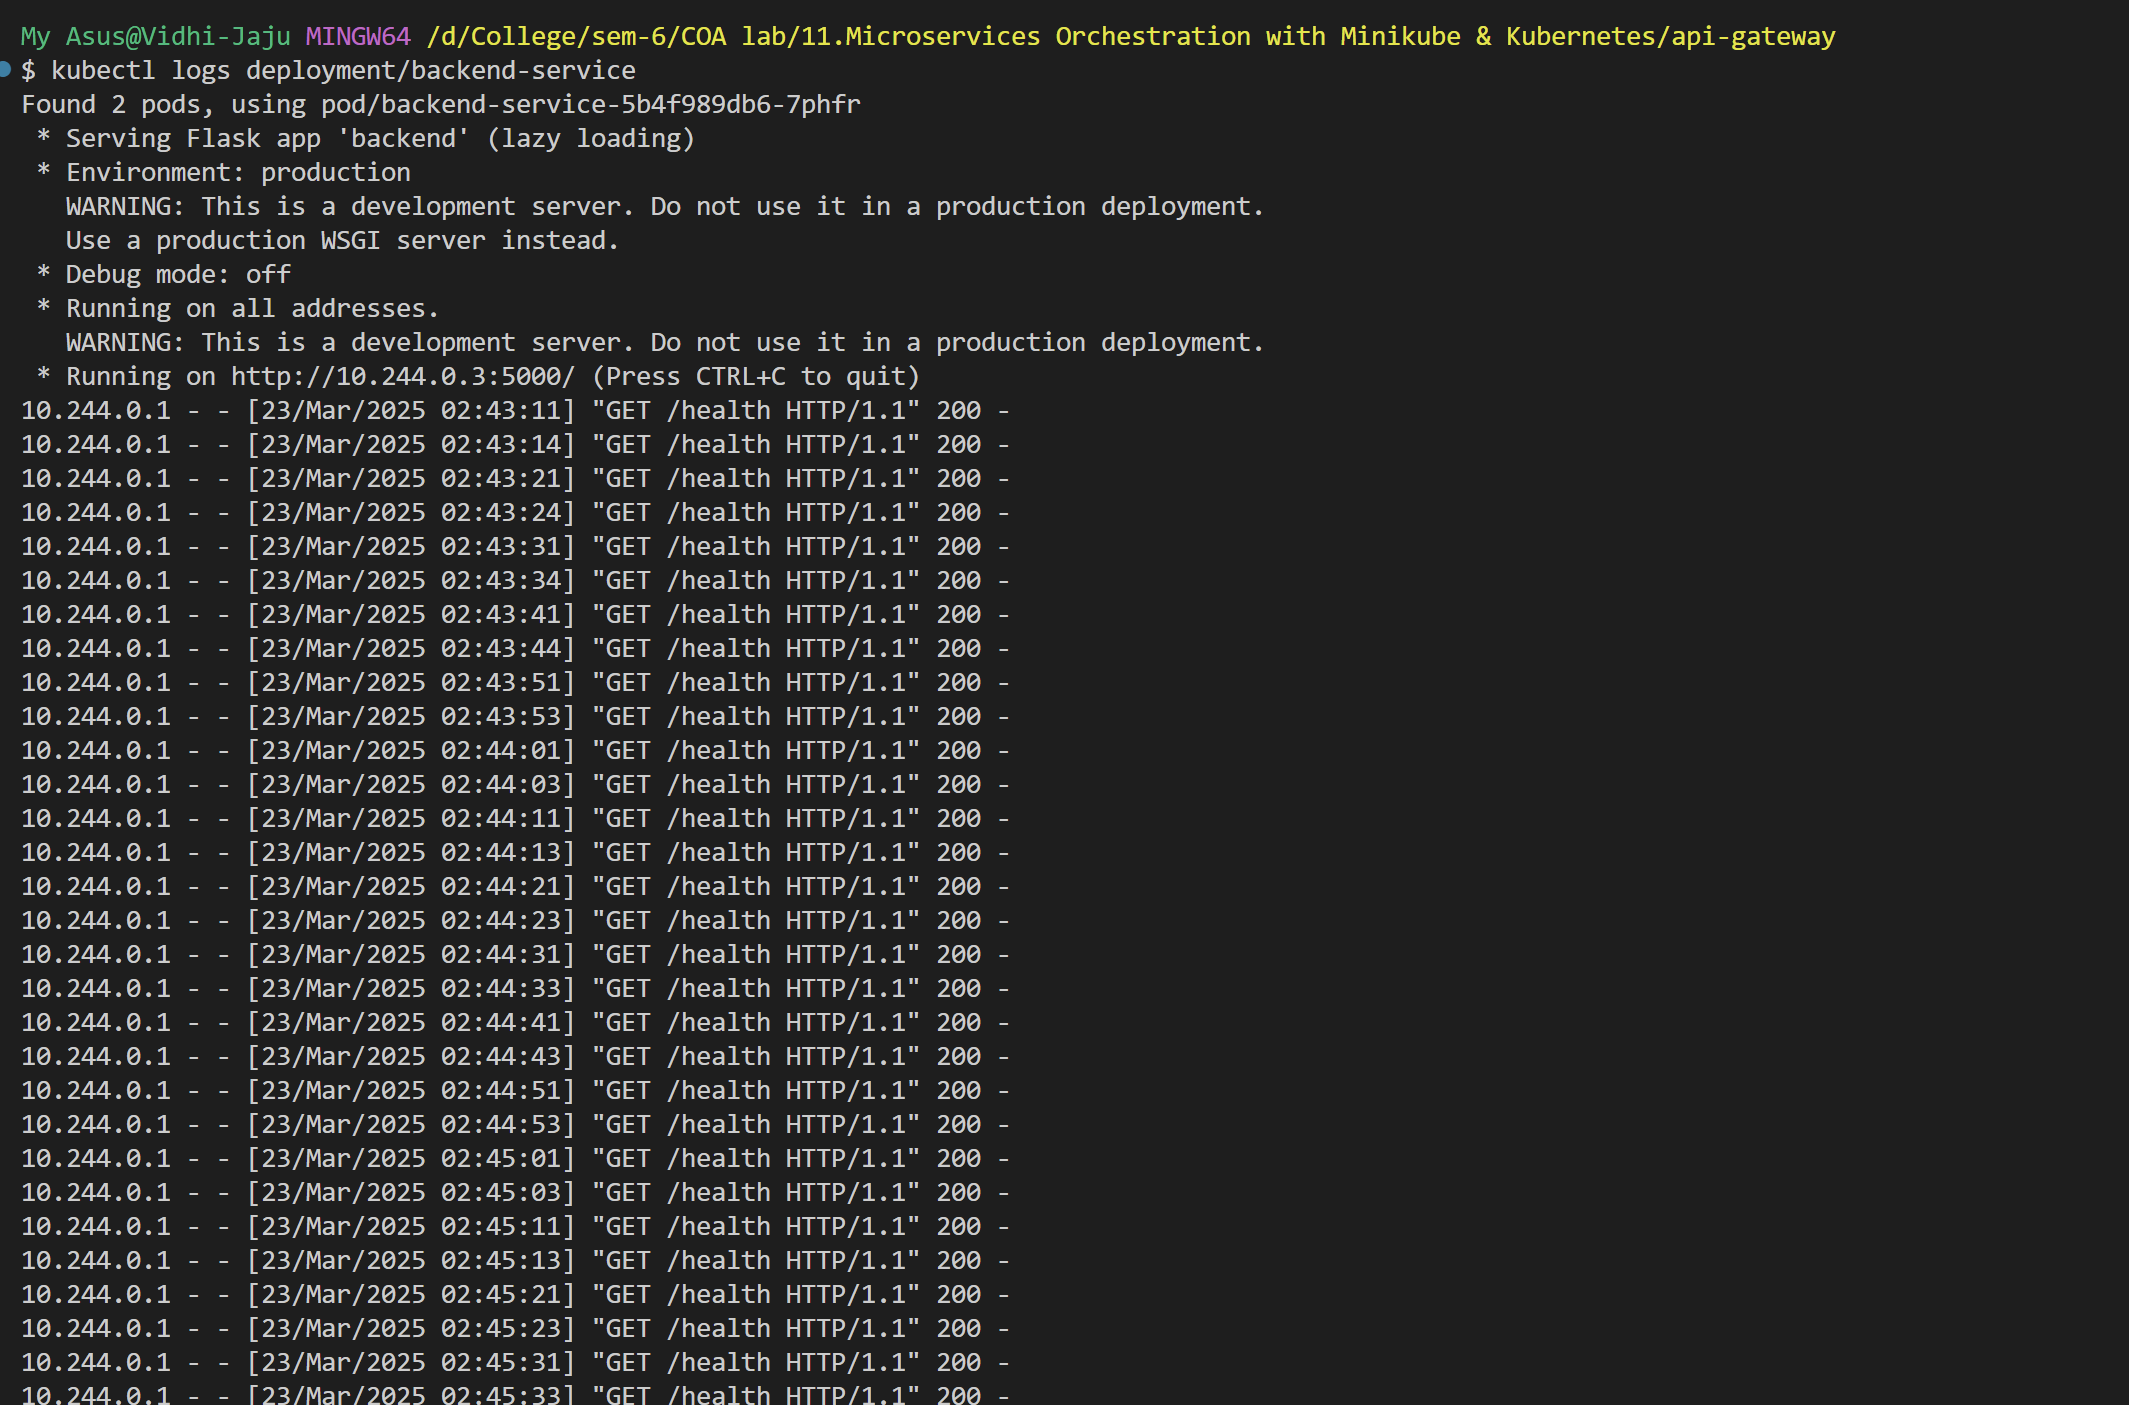 My Asus@Vidhi-Jaju MINGW64 /d/College/sem-6/COA lab/11.Microservices Orchestration with Minikube & Kubernetes/api-gateway
$ kubectl logs deployment/backend-service
Found 2 pods, using pod/backend-service-5b4f989db6-7phfr
 * Serving Flask app 'backend' (lazy loading)
 * Environment: production
   WARNING: This is a development server. Do not use it in a production deployment.
   Use a production WSGI server instead.
 * Debug mode: off
 * Running on all addresses.
   WARNING: This is a development server. Do not use it in a production deployment.
 * Running on http://10.244.0.3:5000/ (Press CTRL+C to quit)
10.244.0.1 - - [23/Mar/2025 02:43:11] "GET /health HTTP/1.1" 200 -
10.244.0.1 - - [23/Mar/2025 02:43:14] "GET /health HTTP/1.1" 200 -
10.244.0.1 - - [23/Mar/2025 02:43:21] "GET /health HTTP/1.1" 200 -
10.244.0.1 - - [23/Mar/2025 02:43:24] "GET /health HTTP/1.1" 200 -
10.244.0.1 - - [23/Mar/2025 02:43:31] "GET /health HTTP/1.1" 200 -
10.244.0.1 - - [23/Mar/2025 02:43:34] "GET /health HTTP/1.1" 200 -
10.244.0.1 - - [23/Mar/2025 02:43:41] "GET /health HTTP/1.1" 200 -
10.244.0.1 - - [23/Mar/2025 02:43:44] "GET /health HTTP/1.1" 200 -
10.244.0.1 - - [23/Mar/2025 02:43:51] "GET /health HTTP/1.1" 200 -
10.244.0.1 - - [23/Mar/2025 02:43:53] "GET /health HTTP/1.1" 200 -
10.244.0.1 - - [23/Mar/2025 02:44:01] "GET /health HTTP/1.1" 200 -
10.244.0.1 - - [23/Mar/2025 02:44:03] "GET /health HTTP/1.1" 200 -
10.244.0.1 - - [23/Mar/2025 02:44:11] "GET /health HTTP/1.1" 200 -
10.244.0.1 - - [23/Mar/2025 02:44:13] "GET /health HTTP/1.1" 200 -
10.244.0.1 - - [23/Mar/2025 02:44:21] "GET /health HTTP/1.1" 200 -
10.244.0.1 - - [23/Mar/2025 02:44:23] "GET /health HTTP/1.1" 200 -
10.244.0.1 - - [23/Mar/2025 02:44:31] "GET /health HTTP/1.1" 200 -
10.244.0.1 - - [23/Mar/2025 02:44:33] "GET /health HTTP/1.1" 200 -
10.244.0.1 - - [23/Mar/2025 02:44:41] "GET /health HTTP/1.1" 200 -
10.244.0.1 - - [23/Mar/2025 02:44:43] "GET /health HTTP/1.1" 200 -
10.244.0.1 - - [23/Mar/2025 02:44:51] "GET /health HTTP/1.1" 200 -
10.244.0.1 - - [23/Mar/2025 02:44:53] "GET /health HTTP/1.1" 200 -
10.244.0.1 - - [23/Mar/2025 02:45:01] "GET /health HTTP/1.1" 200 -
10.244.0.1 - - [23/Mar/2025 02:45:03] "GET /health HTTP/1.1" 200 -
10.244.0.1 - - [23/Mar/2025 02:45:11] "GET /health HTTP/1.1" 200 -
10.244.0.1 - - [23/Mar/2025 02:45:13] "GET /health HTTP/1.1" 200 -
10.244.0.1 - - [23/Mar/2025 02:45:21] "GET /health HTTP/1.1" 200 -
10.244.0.1 - - [23/Mar/2025 02:45:23] "GET /health HTTP/1.1" 200 -
10.244.0.1 - - [23/Mar/2025 02:45:31] "GET /health HTTP/1.1" 200 -
10.244.0.1 - - [23/Mar/2025 02:45:33] "GET /health HTTP/1.1" 200 -